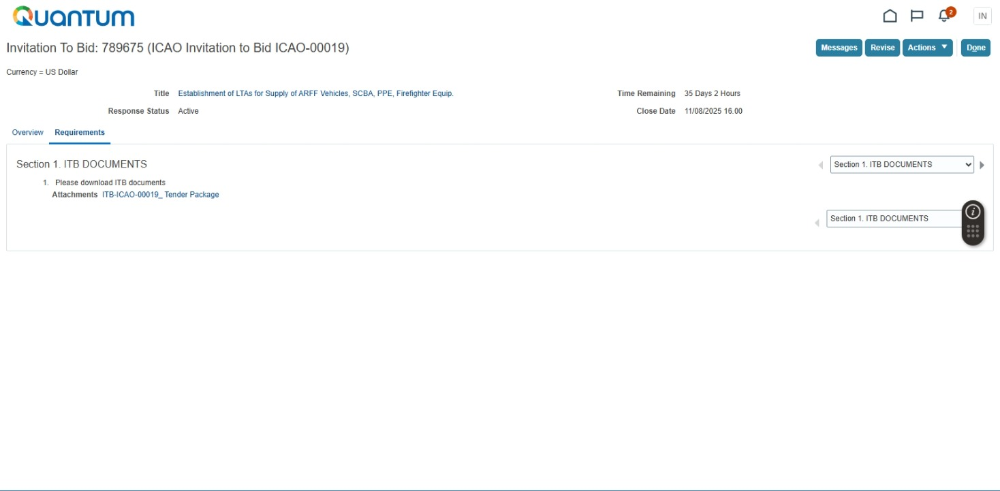 QUANTUM
2
IN
Invitation To Bid: 789675 (ICAO Invitation to Bid ICAO-00019)
Messages Revise Actions Done
Currency = US Dollar
Title Establishment of LTAs for Supply of ARFF Vehicles, SCBA, PPE, Firefighter Equip. Time Remaining 35 Days 2 Hours
Response Status Active Close Date 11/08/2025 16.00
Overview Requirements
Section 1. ITB DOCUMENTS Section 1. ITB DOCUMENTS
1. Please download ITB documents
Attachments ITB-ICAO-00019_ Tender Package
Section 1. ITB DOCUMENTS
i